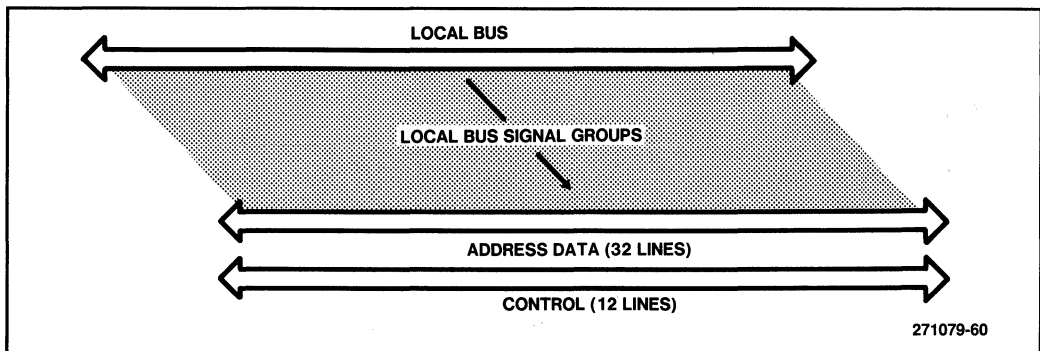 LOCAL BUS
LOCAL BUS SIGNAL GROUPS
ADDRESS DATA (32 LINES)
CONTROL (12 LINES)
271079-60